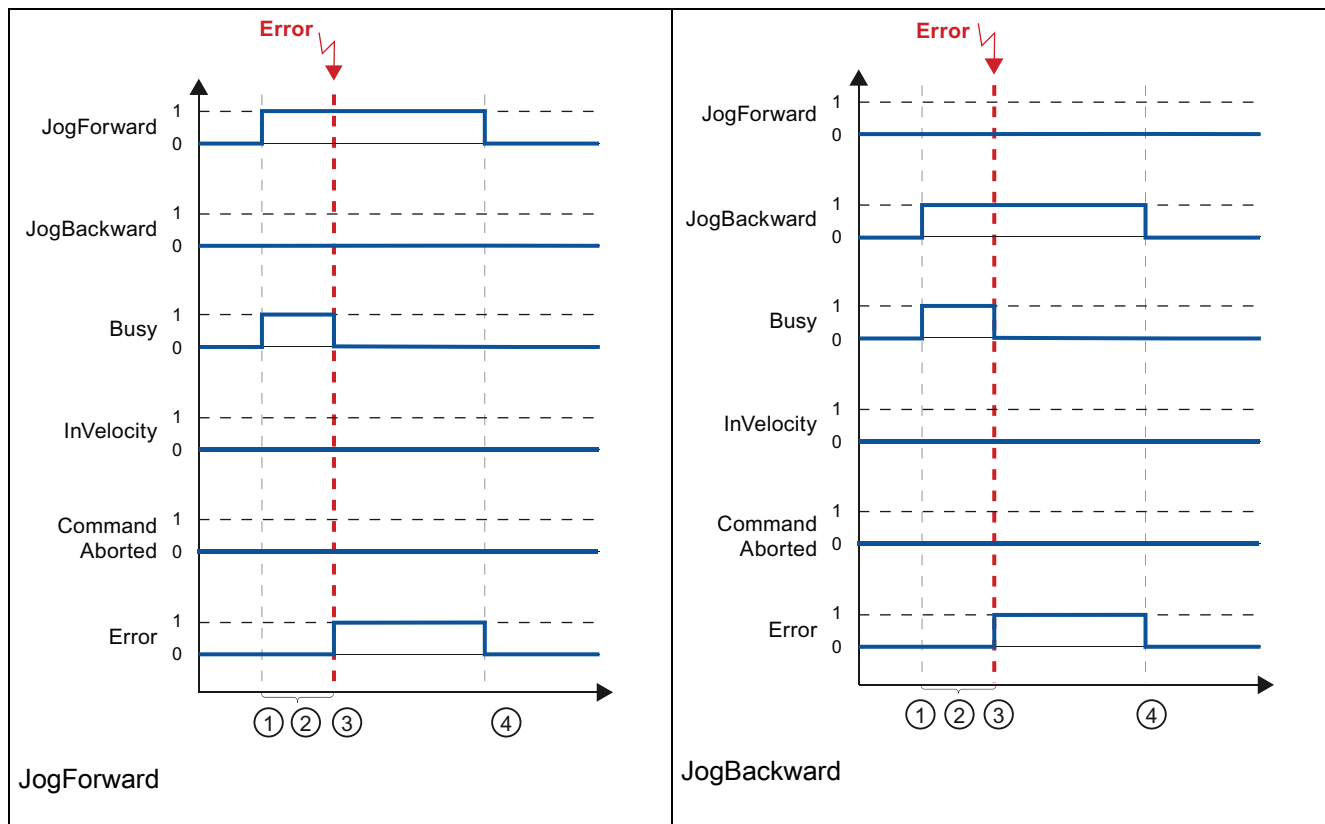 Error
1
JogForward
0
1
JogBackward
0
1
Busy
0
1
InVelocity
0
1
Command
Aborted
0
1
Error
0
① ② ③ ④
JogForward
Error
1
JogForward
0
1
JogBackward
0
1
Busy
0
1
InVelocity
0
1
Command
Aborted
0
1
Error
0
① ② ③ ④
JogBackward